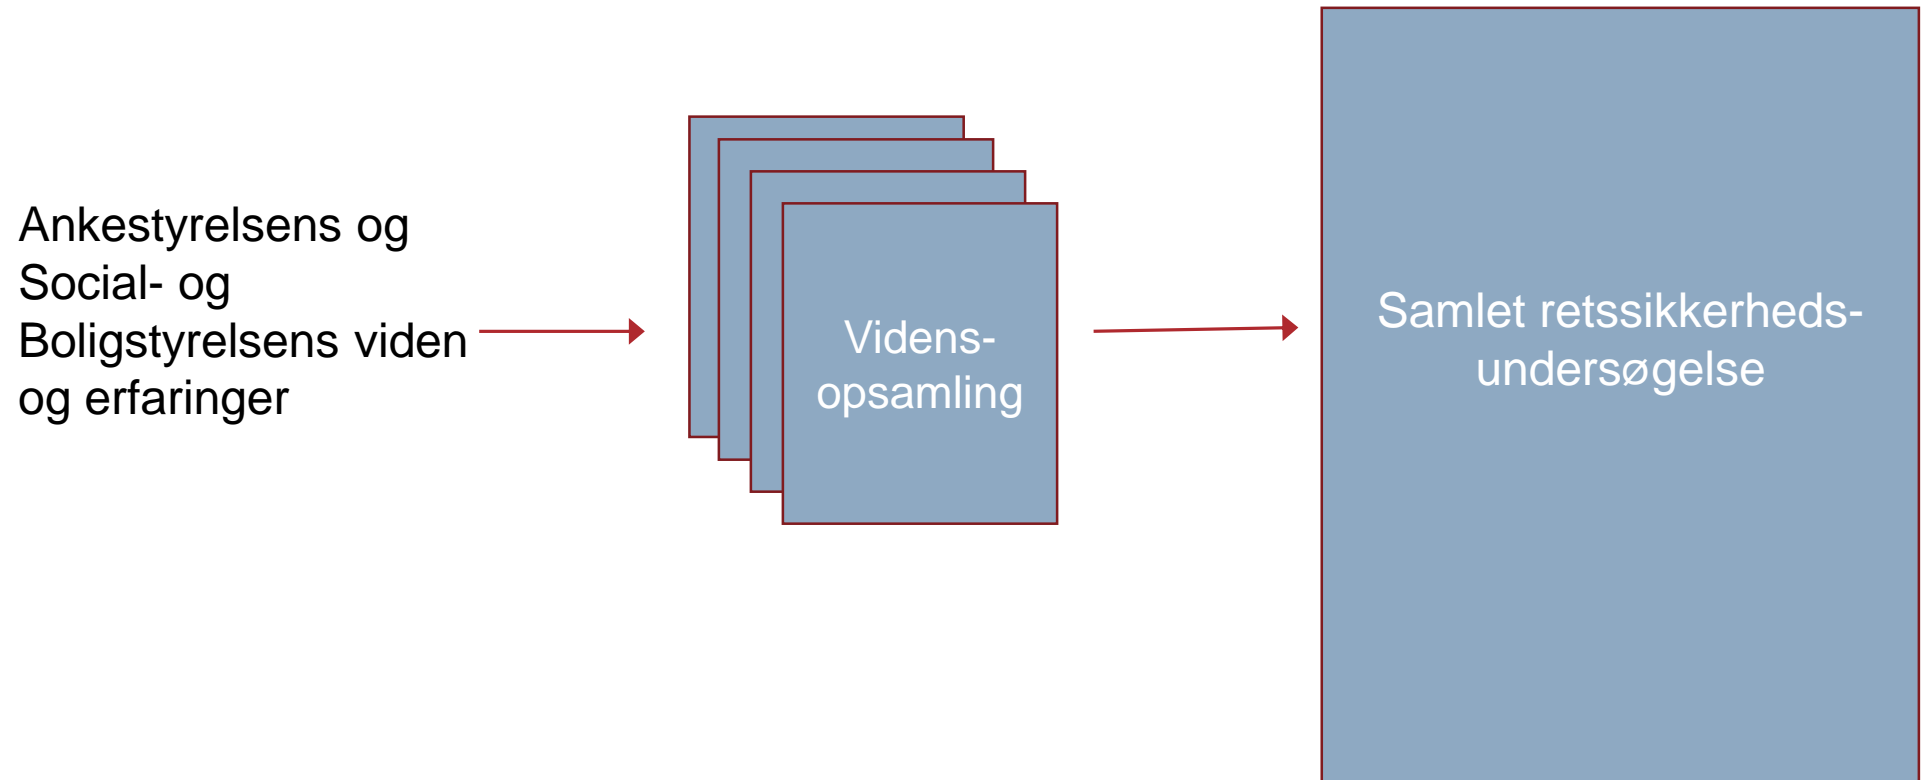 Ankestyrelsens og
Social- og
Boligstyrelsens viden
og erfaringer
Videns-
opsamling
Samlet retssikkerheds-
undersøgelse